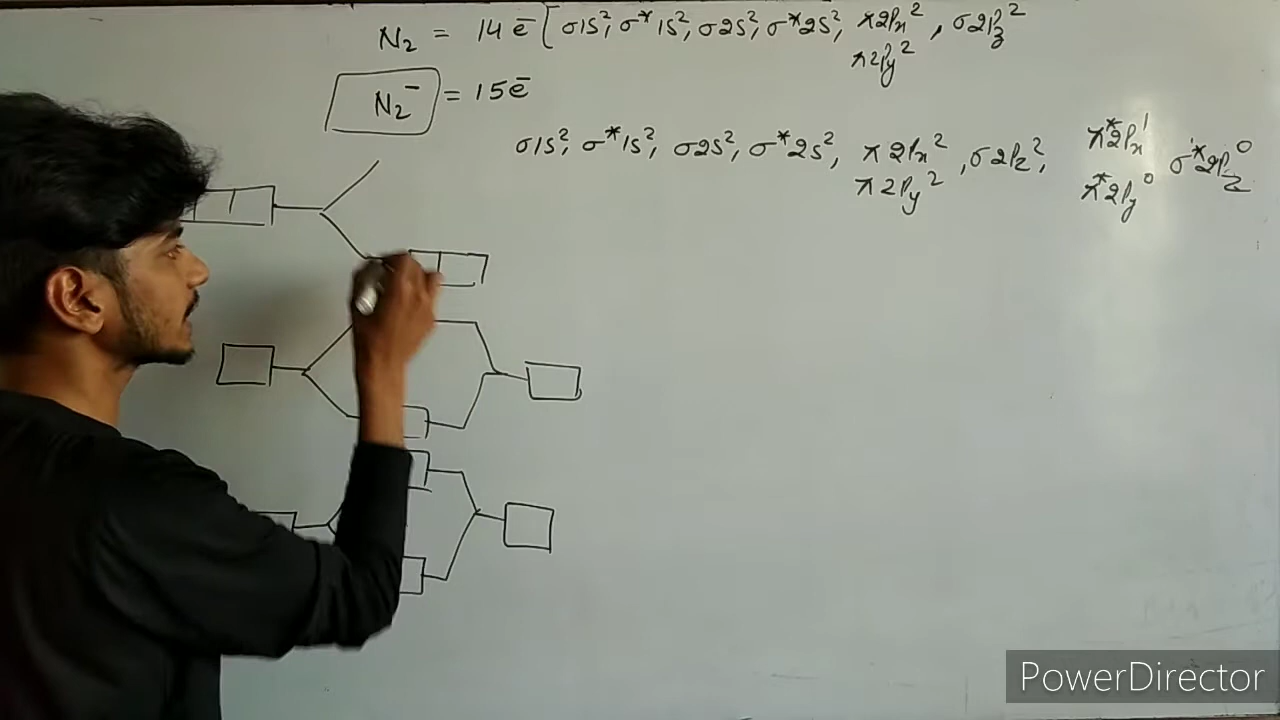 N₂ = 14 e⁻ [ σ1s², σ*1s², σ2s², σ*2s², π2Px², σ2Pz²
π2Py²
N₂⁻ = 15e⁻
σ1s², σ*1s², σ2s², σ*2s², π2Px², σ2Pz², π*2Px¹ σ*2Pz⁰
π2Py² π*2Py⁰
PowerDirector